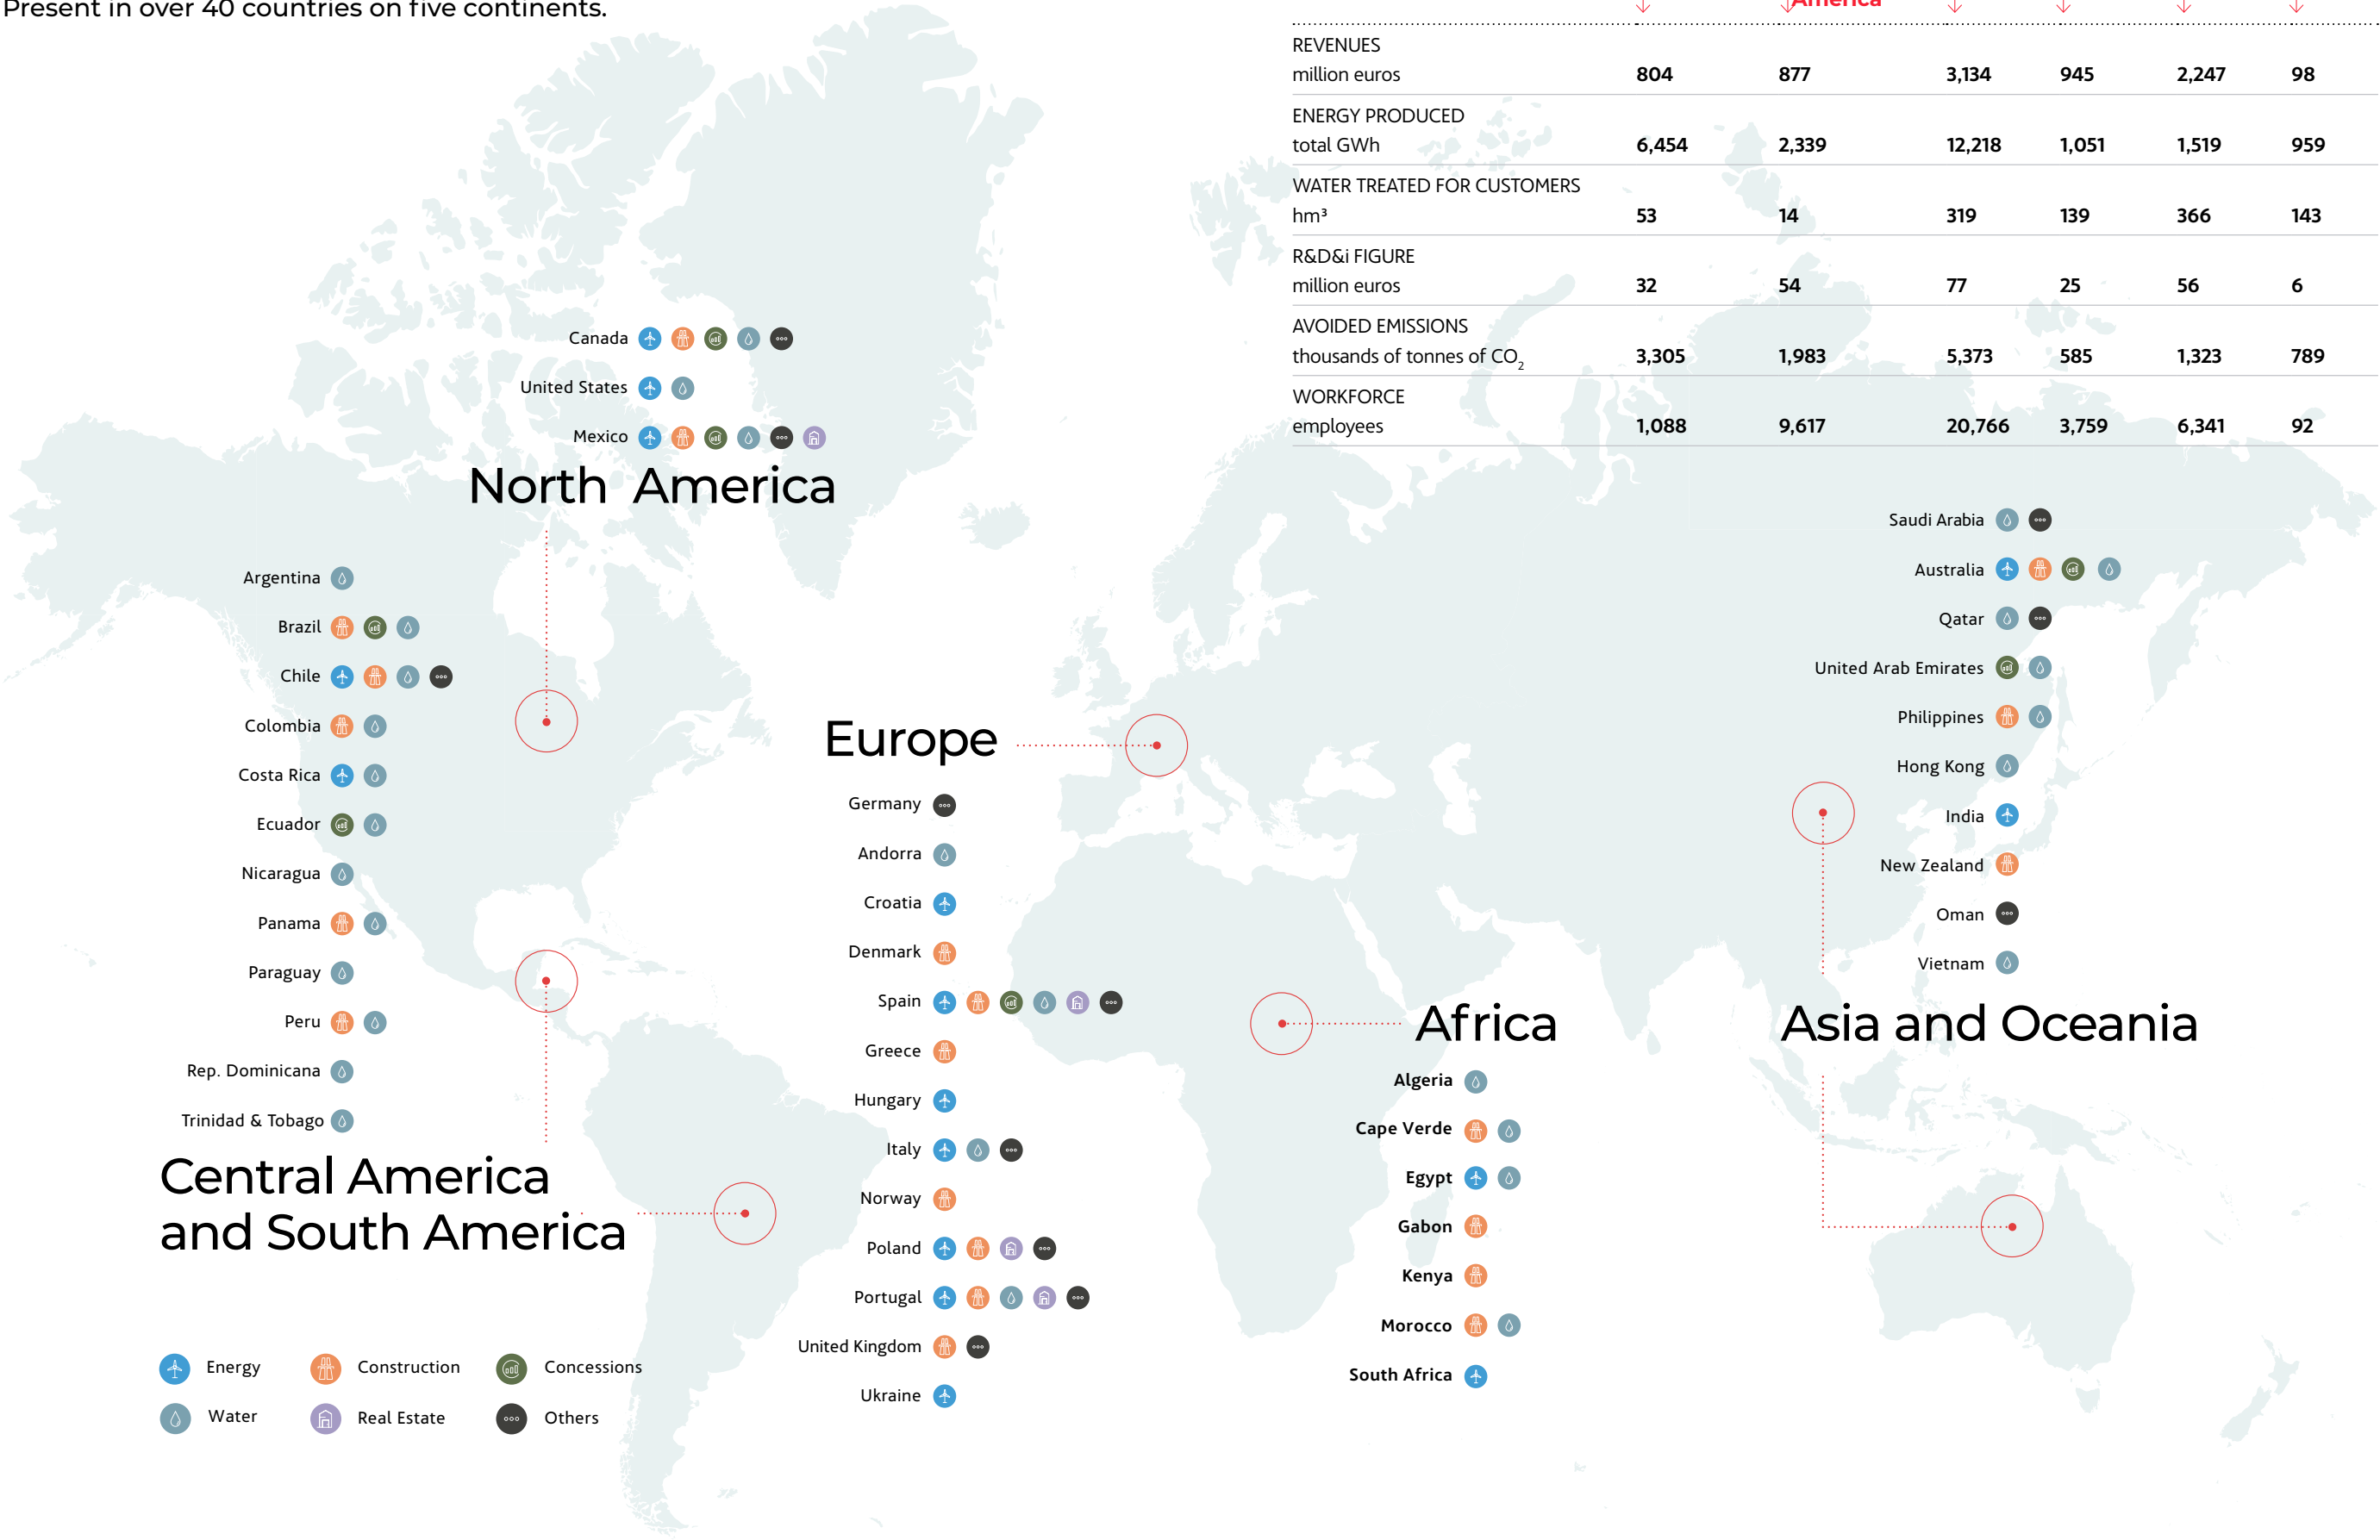 Present in over 40 countries on five continents.
America
REVENUES
million euros 804 877 3,134 945 2,247 98
ENERGY PRODUCED
total GWh 6,454 2,339 12,218 1,051 1,519 959
WATER TREATED FOR CUSTOMERS
hm³ 53 14 319 139 366 143
R&D&i FIGURE
million euros 32 54 77 25 56 6
AVOIDED EMISSIONS
thousands of tonnes of CO₂ 3,305 1,983 5,373 585 1,323 789
WORKFORCE
employees 1,088 9,617 20,766 3,759 6,341 92
Canada
United States
Mexico
North America
Argentina
Brazil
Chile
Colombia
Costa Rica
Ecuador
Nicaragua
Panama
Paraguay
Peru
Rep. Dominicana
Trinidad & Tobago
Central America
and South America
Europe
Germany
Andorra
Croatia
Denmark
Spain
Greece
Hungary
Italy
Norway
Poland
Portugal
United Kingdom
Ukraine
Africa
Algeria
Cape Verde
Egypt
Gabon
Kenya
Morocco
South Africa
Saudi Arabia
Australia
Qatar
United Arab Emirates
Philippines
Hong Kong
India
New Zealand
Oman
Vietnam
Asia and Oceania
Energy Construction Concessions
Water Real Estate Others